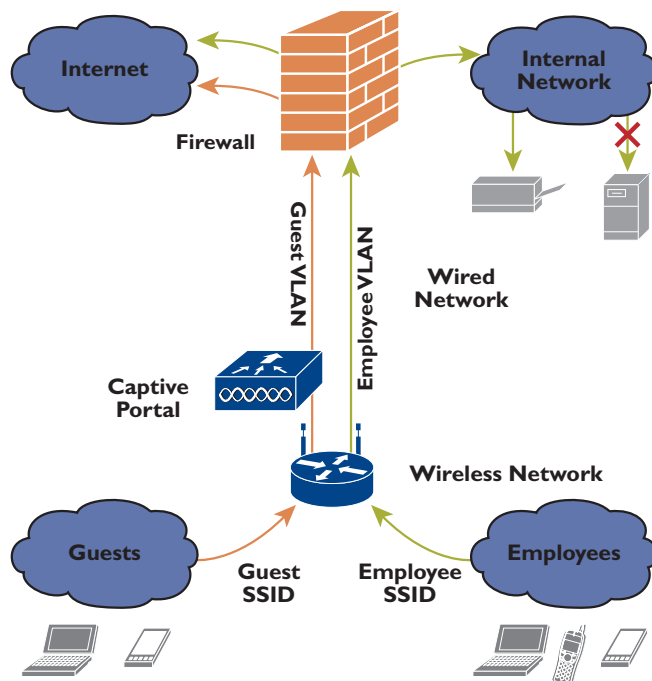 Internet
Internal
Network
Firewall
Guest VLAN
Employee VLAN
Wired
Network
Captive
Portal
Wireless Network
Guests
Employees
Guest
SSID
Employee
SSID